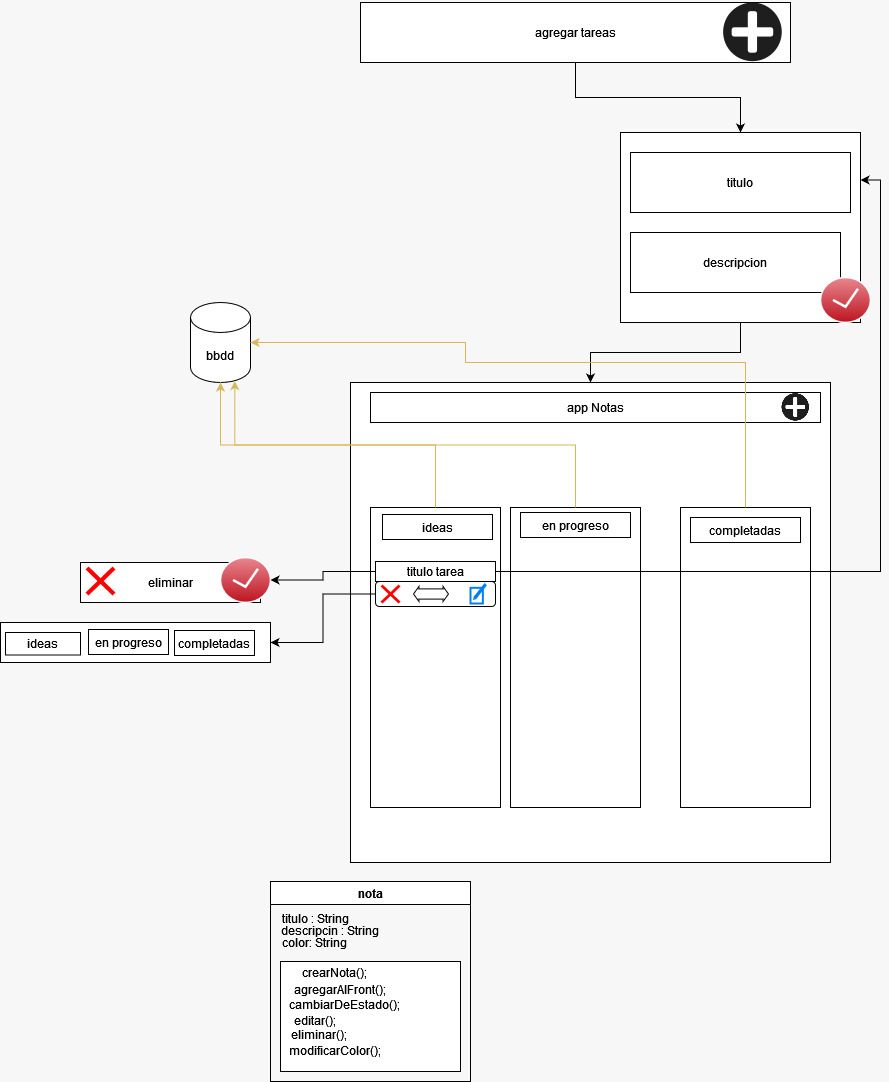 agregar tareas
titulo
descripcion
bbdd
app Notas
ideas
en progreso
completadas
titulo tarea
eliminar
ideas
en progreso
completadas
nota
titulo : String
descripcin : String
color: String
crearNota();
agregarAlFront();
cambiarDeEstado();
editar();
eliminar();
modificarColor();